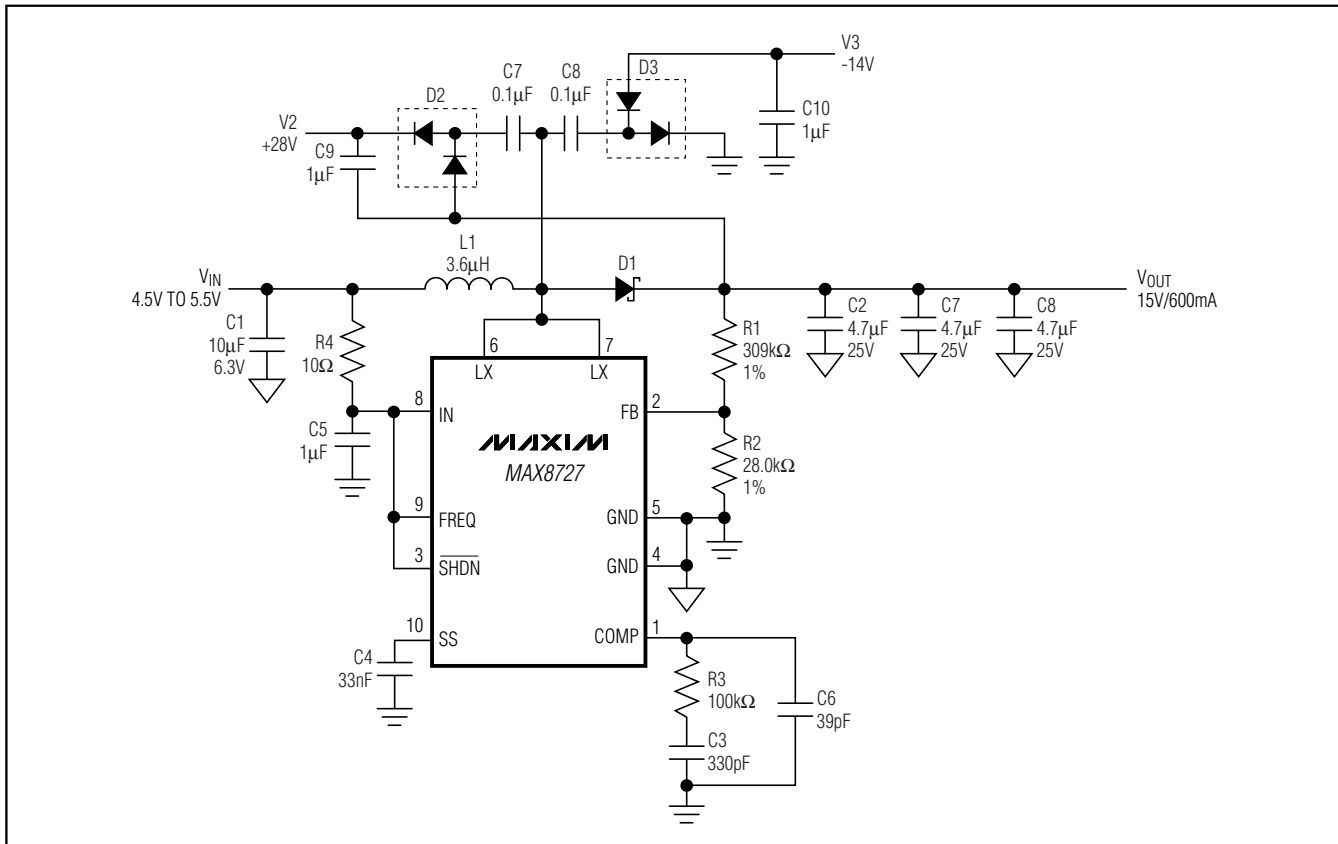 V3
-14V
D3
C7
0.1μF
C8
0.1μF
D2
C10
1μF
V2
+28V
C9
1μF
L1
3.6μH
D1
VIN
4.5V TO 5.5V
VOUT
15V/600mA
C1
10μF
6.3V
R4
10Ω
C2
4.7μF
25V
C7
4.7μF
25V
C8
4.7μF
25V
R1
309kΩ
1%
6
LX
7
LX
8
IN
2
FB
C5
1μF
MAXIM
MAX8727
R2
28.0kΩ
1%
9
FREQ
5
GND
3
SHDN
4
GND
10
SS
1
COMP
C4
33nF
R3
100kΩ
C6
39pF
C3
330pF